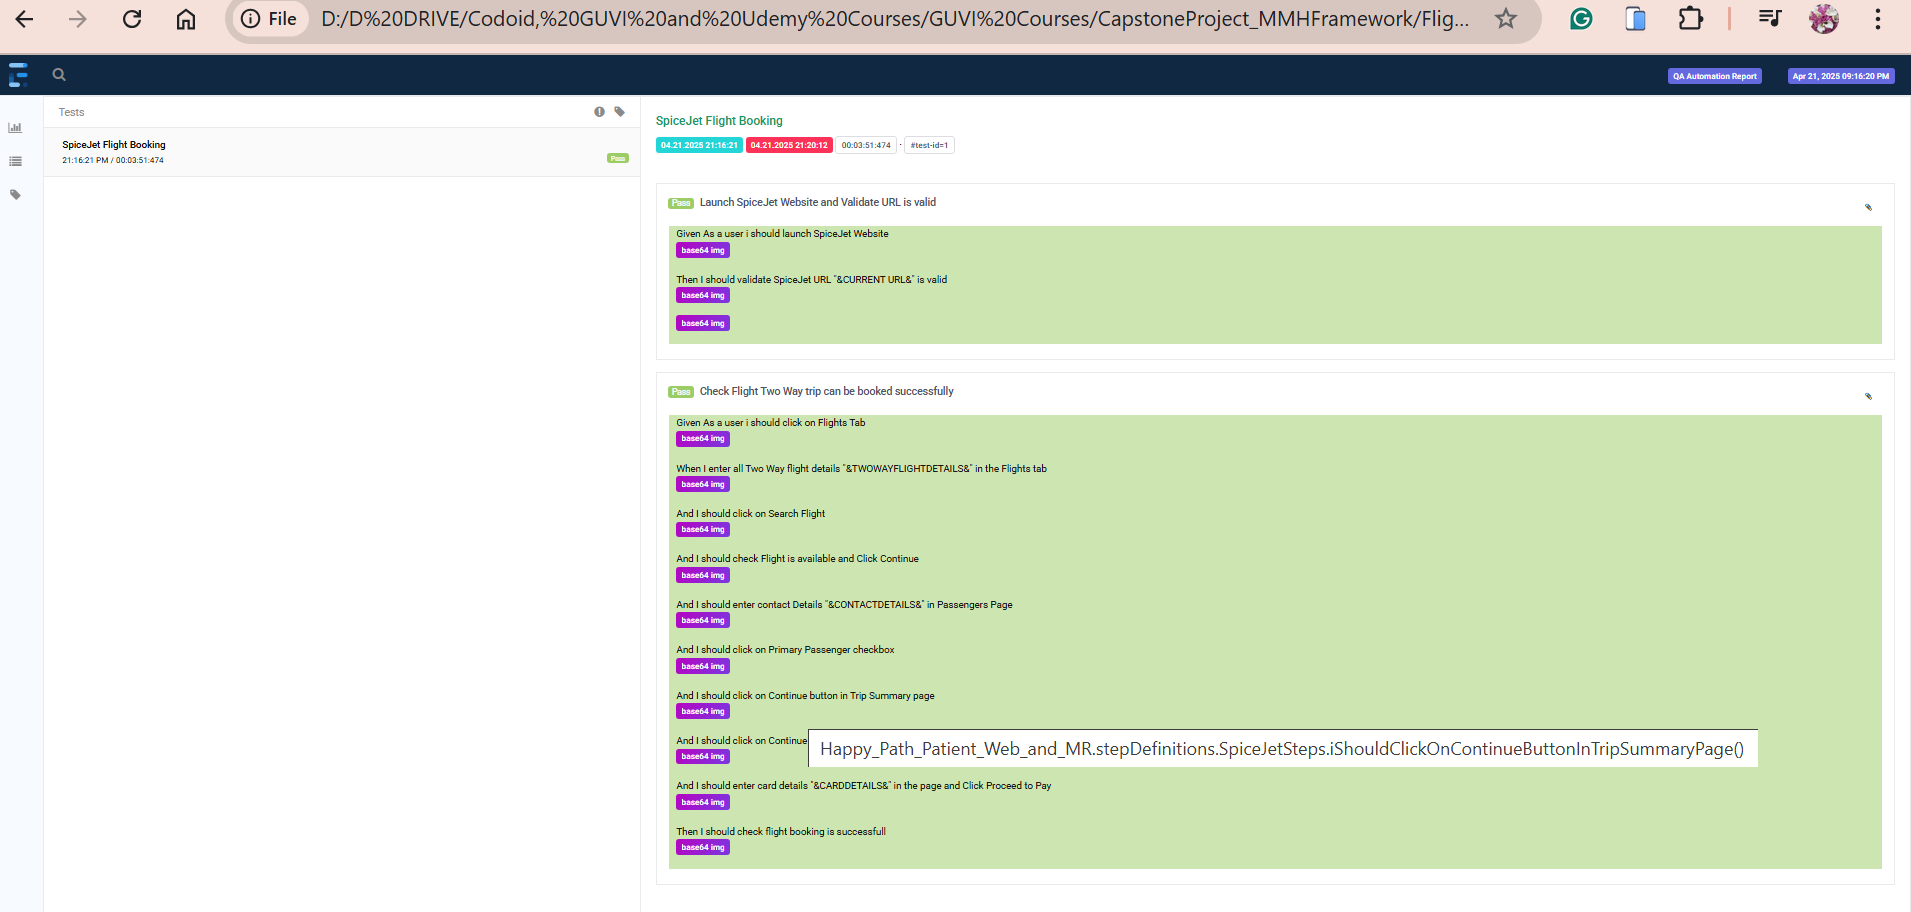 File
D:/D%20DRIVE/Codoid,%20GUVI%20and%20Udemy%20Courses/GUVI%20Courses/CapstoneProject_MMHFramework/Flig...
QA Automation Report
Apr 21, 2025 09:16:20 PM
Tests
SpiceJet Flight Booking
21:16:21 PM / 00:03:51:474
Pass
SpiceJet Flight Booking
04.21.2025 21:16:21
04.21.2025 21:20:12
00:03:51:474
·
#test-id=1
Pass
Launch SpiceJet Website and Validate URL is valid
Given As a user i should launch SpiceJet Website
base64 img
Then I should validate SpiceJet URL "&CURRENT URL&" is valid
base64 img
base64 img
Pass
Check Flight Two Way trip can be booked successfully
Given As a user i should click on Flights Tab
base64 img
When I enter all Two Way flight details "&TWOWAYFLIGHTDETAILS&" in the Flights tab
base64 img
And I should click on Search Flight
base64 img
And I should check Flight is available and Click Continue
base64 img
And I should enter contact Details "&CONTACTDETAILS&" in Passengers Page
base64 img
And I should click on Primary Passenger checkbox
base64 img
And I should click on Continue button in Trip Summary page
base64 img
And I should click on Continue
Happy_Path_Patient_Web_and_MR.stepDefinitions.SpiceJetSteps.iShouldClickOnContinueButtonInTripSummaryPage()
base64 img
And I should enter card details "&CARDDETAILS&" in the page and Click Proceed to Pay
base64 img
Then I should check flight booking is successfull
base64 img